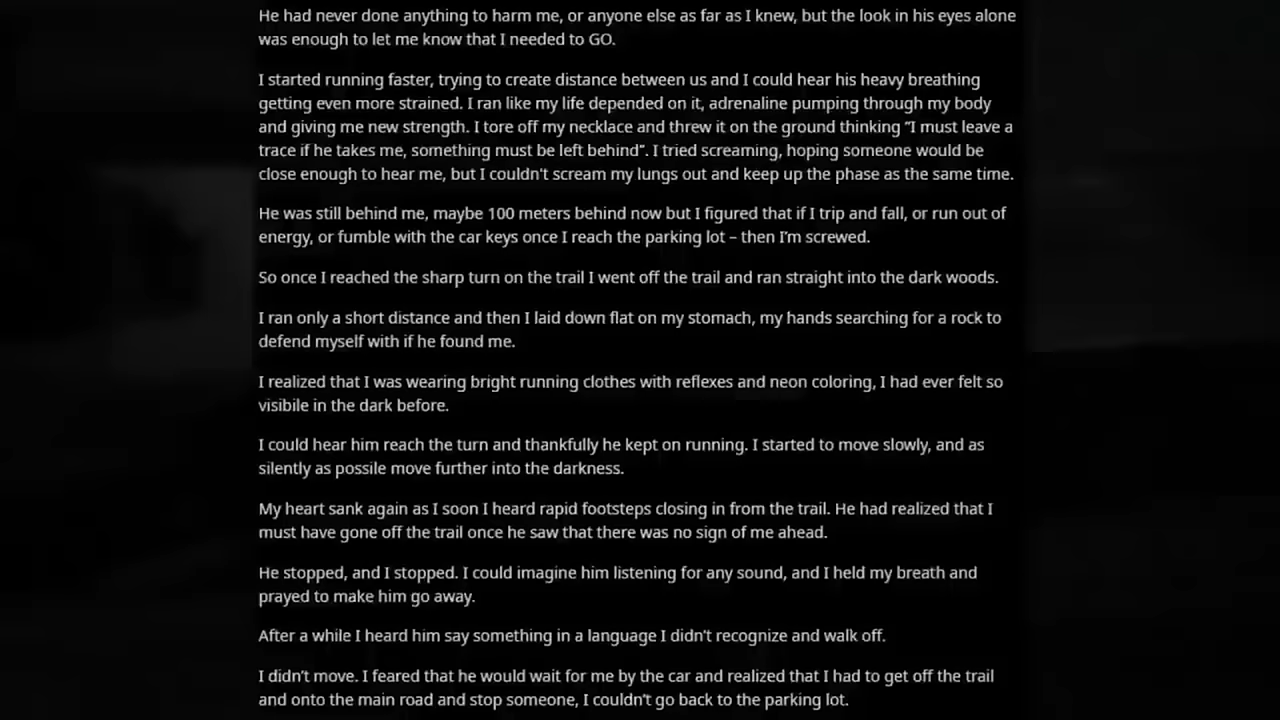 He had never done anything to harm me, or anyone else as far as I knew, but the look in his eyes alone
was enough to let me know that I needed to GO.
I started running faster, trying to create distance between us and I could hear his heavy breathing
getting even more strained. I ran like my life depended on it, adrenaline pumping through my body
and giving me new strength. I tore off my necklace and threw it on the ground thinking "I must leave a
trace if he takes me, something must be left behind". I tried screaming, hoping someone would be
close enough to hear me, but I couldn't scream my lungs out and keep up the phase as the same time.
He was still behind me, maybe 100 meters behind now but I figured that if I trip and fall, or run out of
energy, or fumble with the car keys once I reach the parking lot – then I'm screwed.
So once I reached the sharp turn on the trail I went off the trail and ran straight into the dark woods.
I ran only a short distance and then I laid down flat on my stomach, my hands searching for a rock to
defend myself with if he found me.
I realized that I was wearing bright running clothes with reflexes and neon coloring, I had ever felt so
visibile in the dark before.
I could hear him reach the turn and thankfully he kept on running. I started to move slowly, and as
silently as possile move further into the darkness.
My heart sank again as I soon I heard rapid footsteps closing in from the trail. He had realized that I
must have gone off the trail once he saw that there was no sign of me ahead.
He stopped, and I stopped. I could imagine him listening for any sound, and I held my breath and
prayed to make him go away.
After a while I heard him say something in a language I didn't recognize and walk off.
I didn't move. I feared that he would wait for me by the car and realized that I had to get off the trail
and onto the main road and stop someone, I couldn't go back to the parking lot.